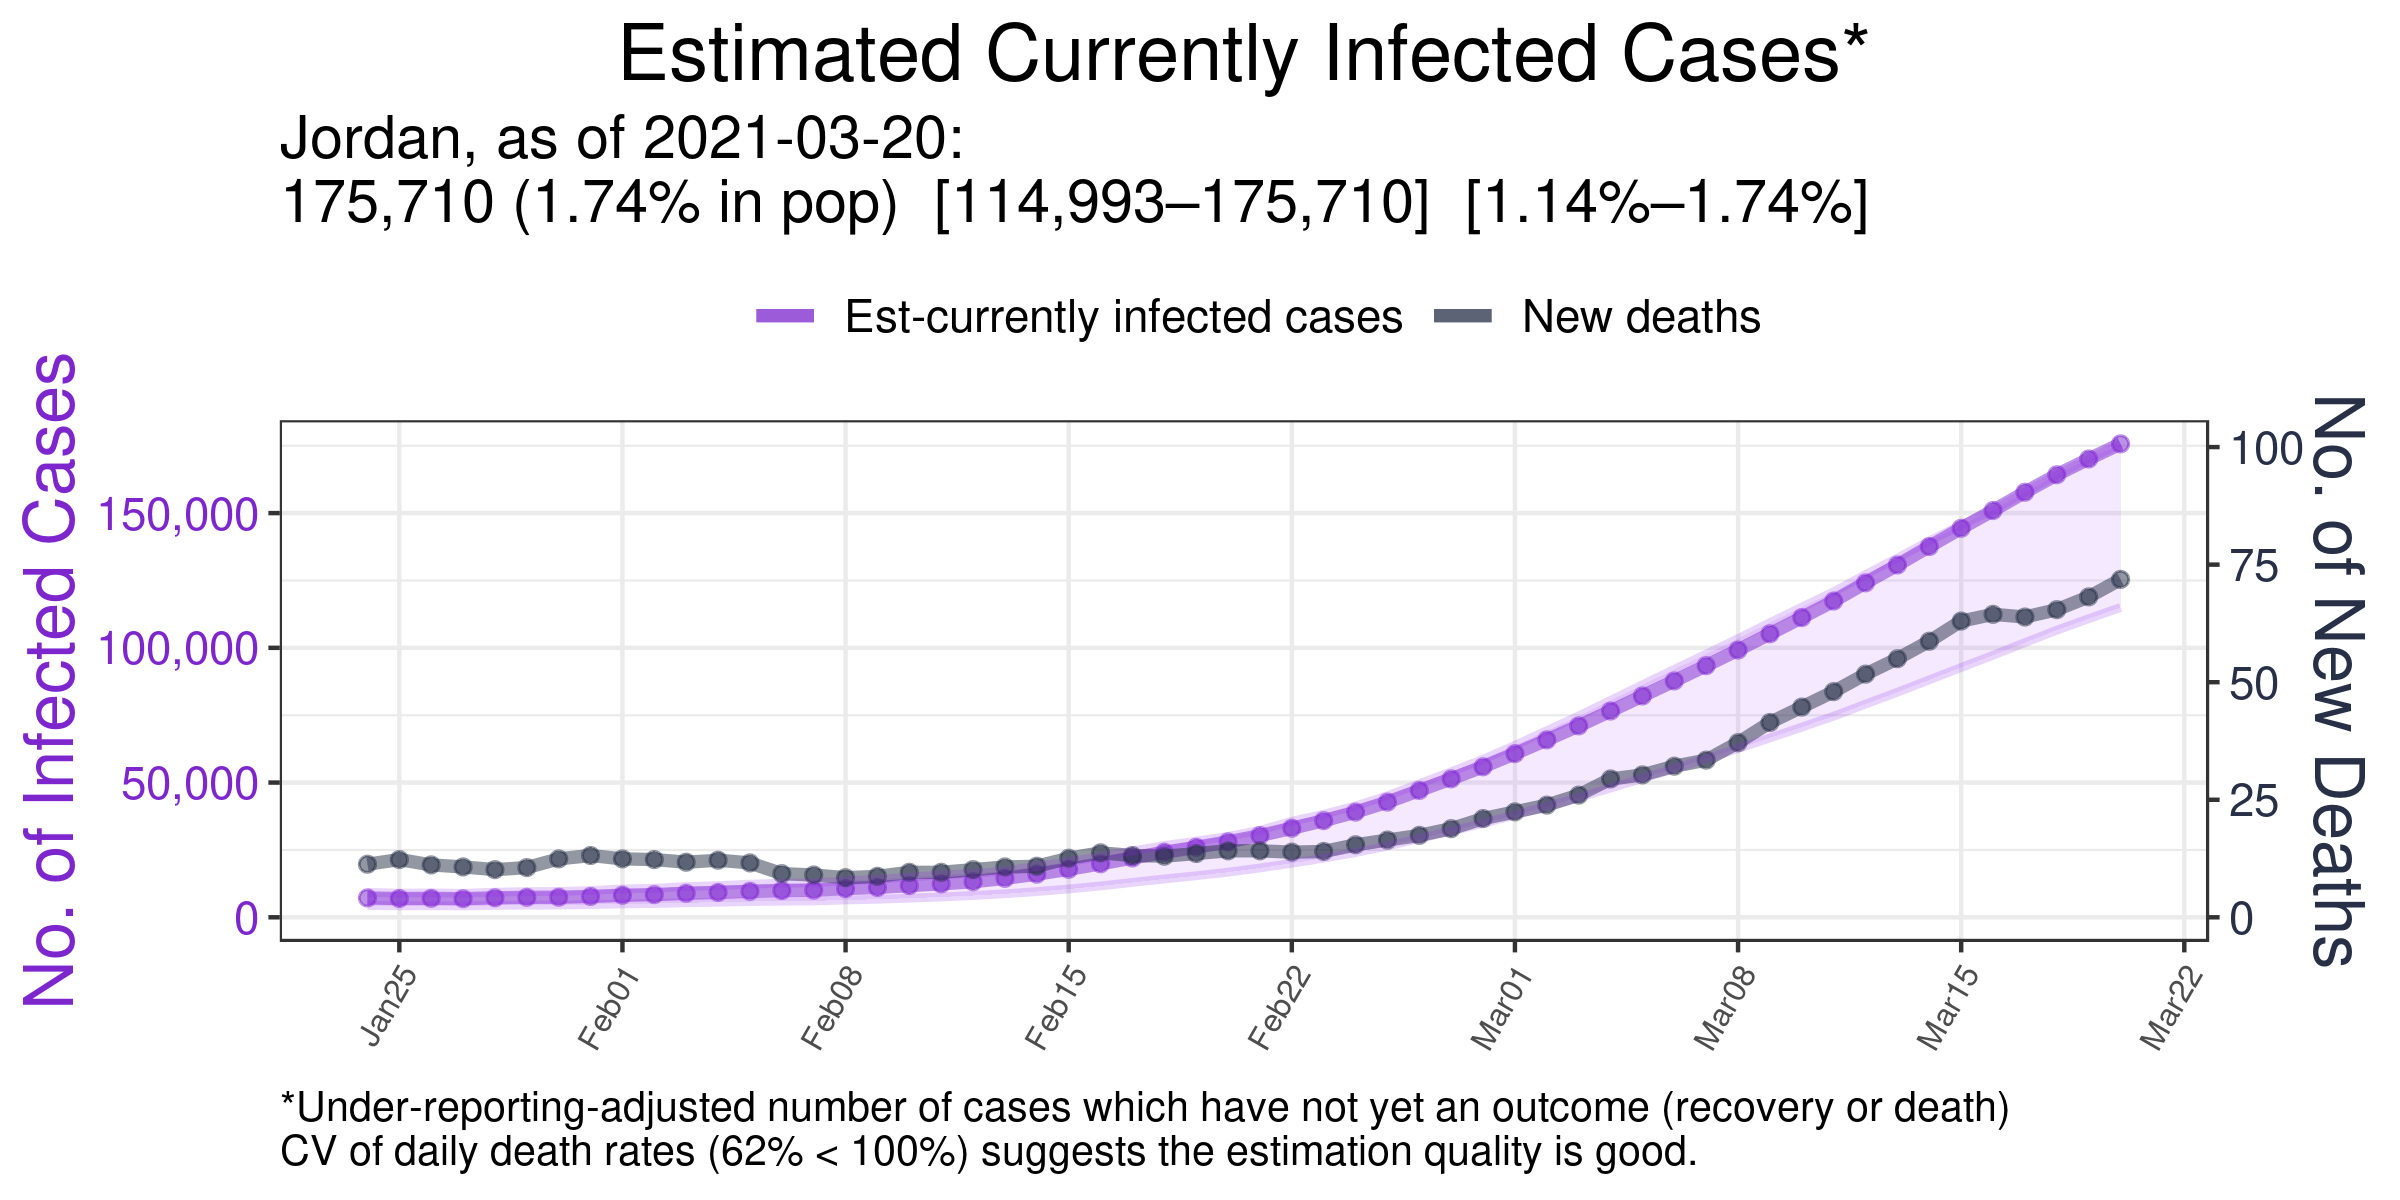 Estimated Currently Infected Cases*
Jordan, as of 2021-03-20:
175,710 (1.74% in pop)  [114,993–175,710]  [1.14%–1.74%]
Est-currently infected cases
New deaths
No. of Infected Cases
150,000
100,000
50,000
0
100
75
50
25
0
No. of New Deaths
Jan25
Feb01
Feb08
Feb15
Feb22
Mar01
Mar08
Mar15
Mar22
*Under-reporting-adjusted number of cases which have not yet an outcome (recovery or death)
CV of daily death rates (62% < 100%) suggests the estimation quality is good.